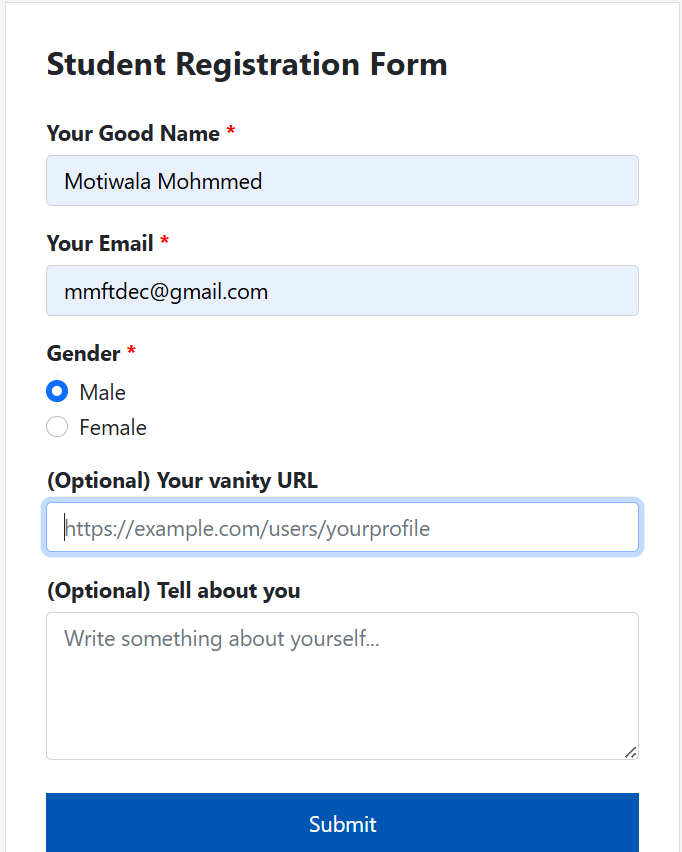 Student Registration Form
Your Good Name *
Motiwala Mohmmed
Your Email *
mmftdec@gmail.com
Gender *
Male
Female
(Optional) Your vanity URL
https://example.com/users/yourprofile
(Optional) Tell about you
Write something about yourself...
Submit